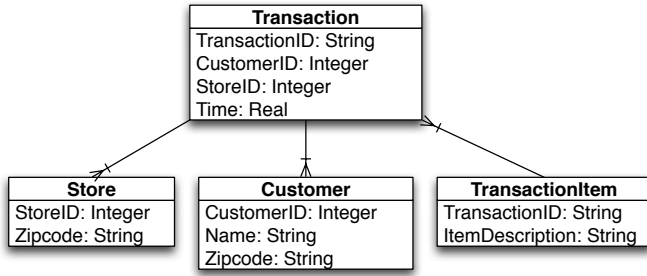 Transaction
TransactionID: String
CustomerID: Integer
StoreID: Integer
Time: Real
Store
StoreID: Integer
Zipcode: String
Customer
CustomerID: Integer
Name: String
Zipcode: String
TransactionItem
TransactionID: String
ItemDescription: String